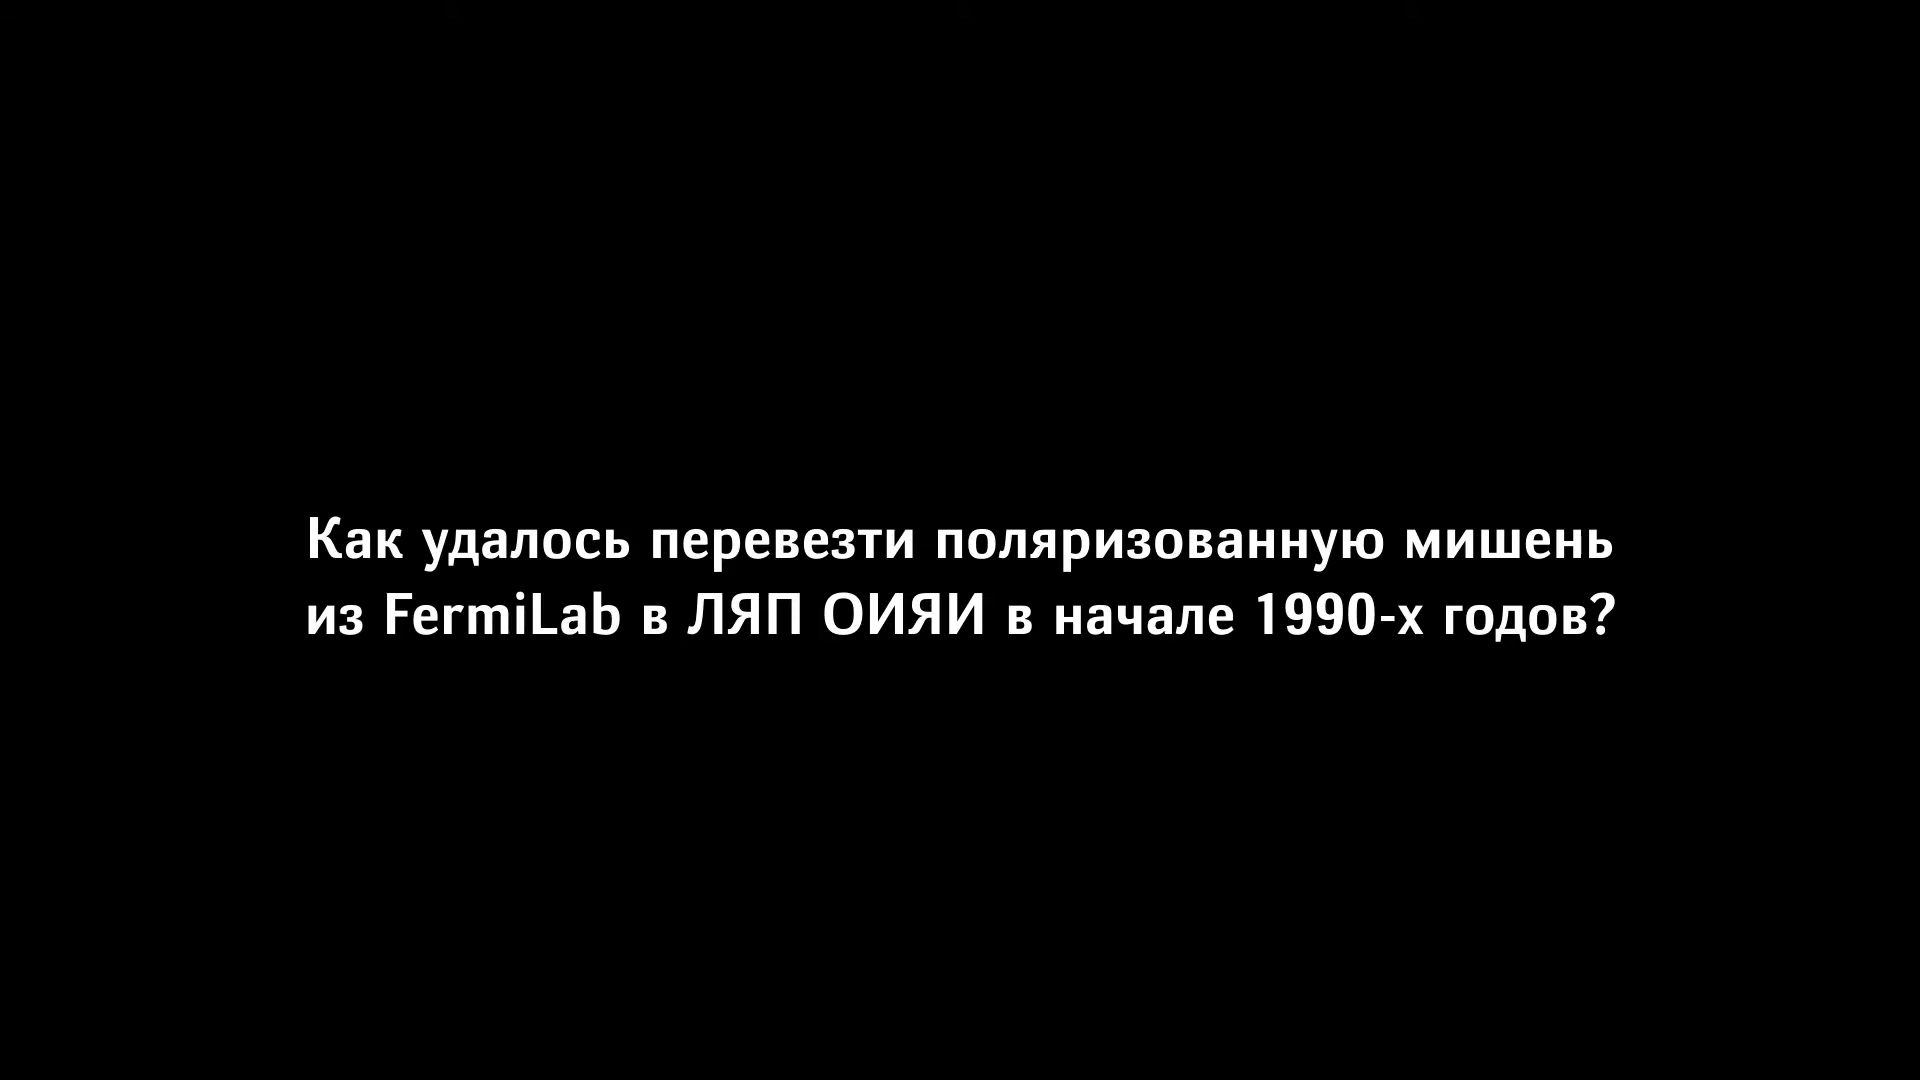 Как удалось перевезти поляризованную мишень
из FermiLab в ЛЯП ОИЯИ в начале 1990-х годов?